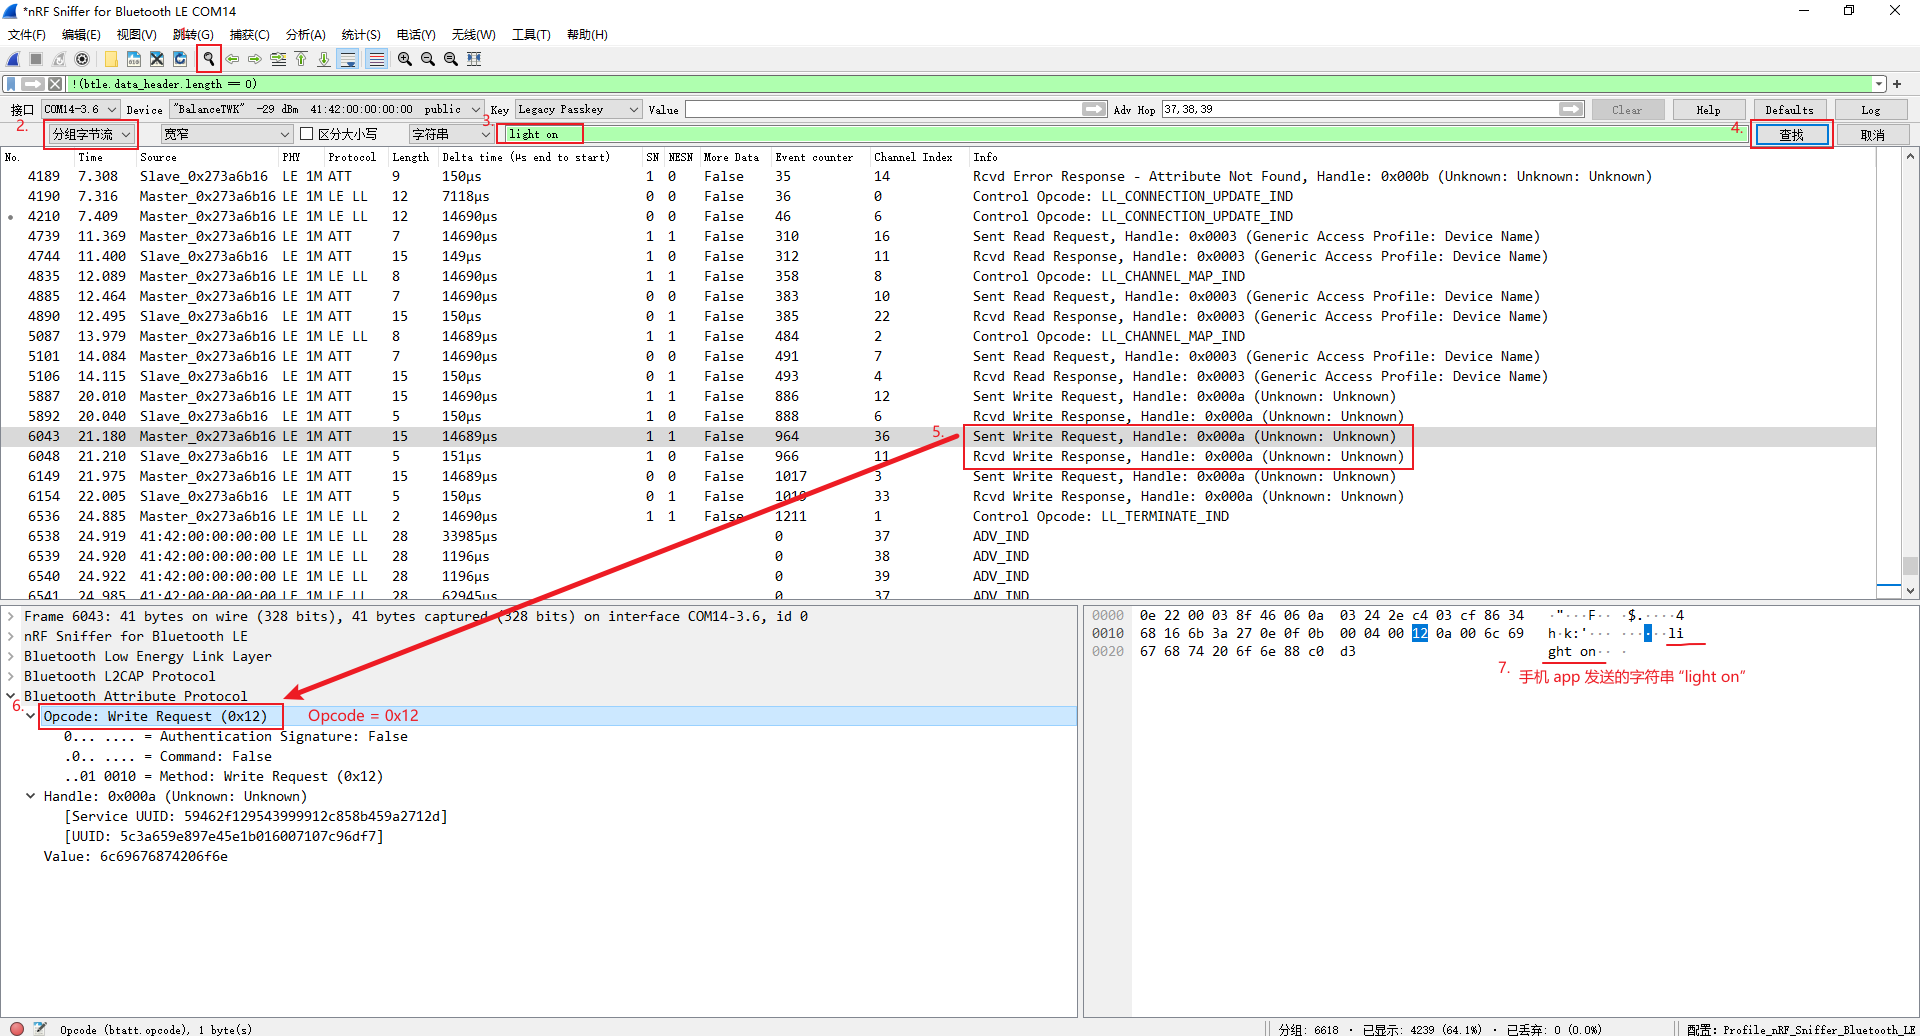 *nRF Sniffer for Bluetooth LE COM14
文件(F) 编辑(E) 视图(V) 跳转(G) 捕获(C) 分析(A) 统计(S) 电话(Y) 无线(W) 工具(T) 帮助(H)
!(btle.data_header.length == 0)
接口 COM14-3.6 Device "BalanceTWK" -29 dBm 41:42:00:00:00:00 public Key Legacy Passkey Value Adv Hop 37,38,39 Clear Help Defaults Log
2. 分组字节流 宽窄 区分大小写 字符串 3. light on 4. 查找 取消
No. Time Source PHY Protocol Length Delta time (μs end to start) SN NESN More Data Event counter Channel Index Info
4189 7.308 Slave_0x273a6b16 LE 1M ATT 9 150μs 1 0 False 35 14 Rcvd Error Response - Attribute Not Found, Handle: 0x000b (Unknown: Unknown: Unknown)
4190 7.316 Master_0x273a6b16 LE 1M LE LL 12 7118μs 0 0 False 36 0 Control Opcode: LL_CONNECTION_UPDATE_IND
4210 7.409 Master_0x273a6b16 LE 1M LE LL 12 14690μs 0 0 False 46 6 Control Opcode: LL_CONNECTION_UPDATE_IND
4739 11.369 Master_0x273a6b16 LE 1M ATT 7 14690μs 1 1 False 310 16 Sent Read Request, Handle: 0x0003 (Generic Access Profile: Device Name)
4744 11.400 Slave_0x273a6b16 LE 1M ATT 15 149μs 1 0 False 312 11 Rcvd Read Response, Handle: 0x0003 (Generic Access Profile: Device Name)
4835 12.089 Master_0x273a6b16 LE 1M LE LL 8 14690μs 1 1 False 358 8 Control Opcode: LL_CHANNEL_MAP_IND
4885 12.464 Master_0x273a6b16 LE 1M ATT 7 14690μs 0 0 False 383 10 Sent Read Request, Handle: 0x0003 (Generic Access Profile: Device Name)
4890 12.495 Slave_0x273a6b16 LE 1M ATT 15 150μs 0 1 False 385 22 Rcvd Read Response, Handle: 0x0003 (Generic Access Profile: Device Name)
5087 13.979 Master_0x273a6b16 LE 1M LE LL 8 14689μs 1 1 False 484 2 Control Opcode: LL_CHANNEL_MAP_IND
5101 14.084 Master_0x273a6b16 LE 1M ATT 7 14690μs 0 0 False 491 7 Sent Read Request, Handle: 0x0003 (Generic Access Profile: Device Name)
5106 14.115 Slave_0x273a6b16 LE 1M ATT 15 150μs 0 1 False 493 4 Rcvd Read Response, Handle: 0x0003 (Generic Access Profile: Device Name)
5887 20.010 Master_0x273a6b16 LE 1M ATT 15 14690μs 1 1 False 886 12 Sent Write Request, Handle: 0x000a (Unknown: Unknown)
5892 20.040 Slave_0x273a6b16 LE 1M ATT 5 150μs 1 0 False 888 6 Rcvd Write Response, Handle: 0x000a (Unknown: Unknown)
6043 21.180 Master_0x273a6b16 LE 1M ATT 15 14689μs 1 1 False 964 36 5. Sent Write Request, Handle: 0x000a (Unknown: Unknown)
6048 21.210 Slave_0x273a6b16 LE 1M ATT 5 151μs 1 0 False 966 11 Rcvd Write Response, Handle: 0x000a (Unknown: Unknown)
6149 21.975 Master_0x273a6b16 LE 1M ATT 15 14689μs 0 0 False 1017 3 Sent Write Request, Handle: 0x000a (Unknown: Unknown)
6154 22.005 Slave_0x273a6b16 LE 1M ATT 5 150μs 0 1 False 1019 33 Rcvd Write Response, Handle: 0x000a (Unknown: Unknown)
6536 24.885 Master_0x273a6b16 LE 1M LE LL 2 14690μs 1 1 False 1211 1 Control Opcode: LL_TERMINATE_IND
6538 24.919 41:42:00:00:00:00 LE 1M LE LL 28 33985μs 0 37 ADV_IND
6539 24.920 41:42:00:00:00:00 LE 1M LE LL 28 1196μs 0 38 ADV_IND
6540 24.922 41:42:00:00:00:00 LE 1M LE LL 28 1196μs 0 39 ADV_IND
6541 24.985 41:42:00:00:00:00 LE 1M LE LL 28 62945μs 0 37 ADV_IND
Frame 6043: 41 bytes on wire (328 bits), 41 bytes captured (328 bits) on interface COM14-3.6, id 0
nRF Sniffer for Bluetooth LE
Bluetooth Low Energy Link Layer
Bluetooth L2CAP Protocol
Bluetooth Attribute Protocol
6. Opcode: Write Request (0x12) Opcode = 0x12
0... .... = Authentication Signature: False
.0.. .... = Command: False
..01 0010 = Method: Write Request (0x12)
Handle: 0x000a (Unknown: Unknown)
[Service UUID: 59462f129543999912c858b459a2712d]
[UUID: 5c3a659e897e45e1b016007107c96df7]
Value: 6c69676874206f6e
0000 0e 22 00 03 8f 46 06 0a 03 24 2e c4 03 cf 86 34 ·"···F·· ·$.····4
0010 68 16 6b 3a 27 0e 0f 0b 00 04 00 12 0a 00 6c 69 h·k:'··· ······li
0020 67 68 74 20 6f 6e 88 c0 d3 ght on·· ·
7. 手机 app 发送的字符串 “light on”
Opcode (btatt.opcode), 1 byte(s) 分组: 6618 · 已显示: 4239 (64.1%) · 已丢弃: 0 (0.0%) 配置: Profile_nRF_Sniffer_Bluetooth_LE